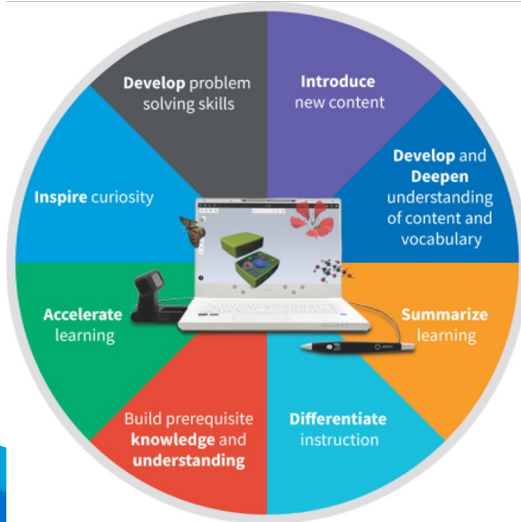 Develop problem
solving skills
Introduce
new content
Develop and
Deepen
understanding
of content and
vocabulary
Inspire curiosity
Accelerate
learning
Summarize
learning
Build prerequisite
knowledge and
understanding
Differentiate
instruction